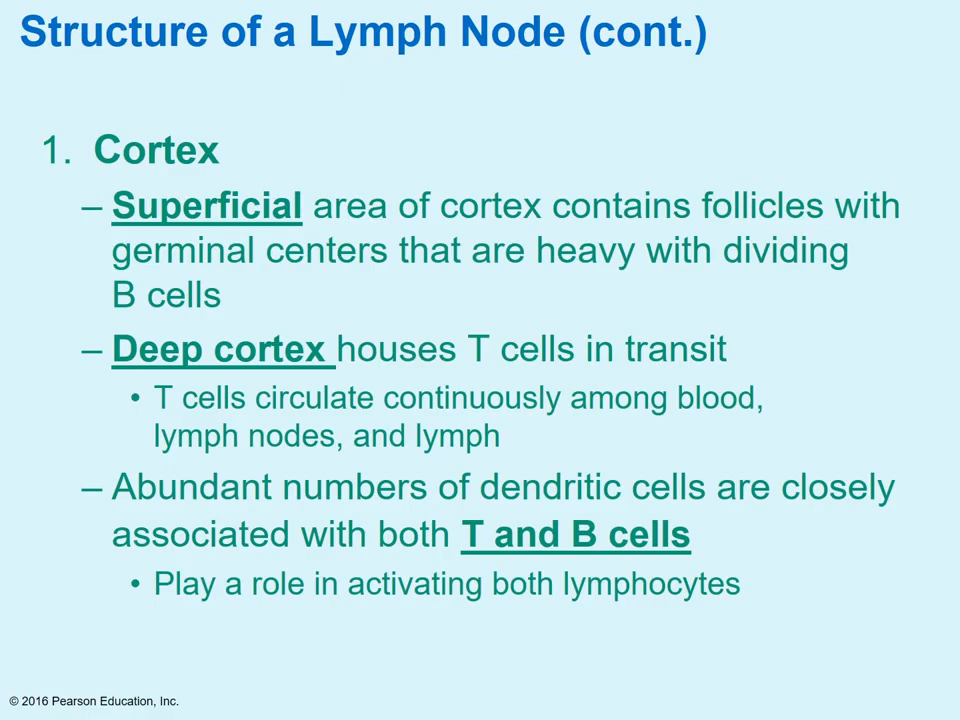 Structure of a Lymph Node (cont.)
1. Cortex
– Superficial area of cortex contains follicles with
germinal centers that are heavy with dividing
B cells
– Deep cortex houses T cells in transit
• T cells circulate continuously among blood,
lymph nodes, and lymph
– Abundant numbers of dendritic cells are closely
associated with both T and B cells
• Play a role in activating both lymphocytes
© 2016 Pearson Education, Inc.